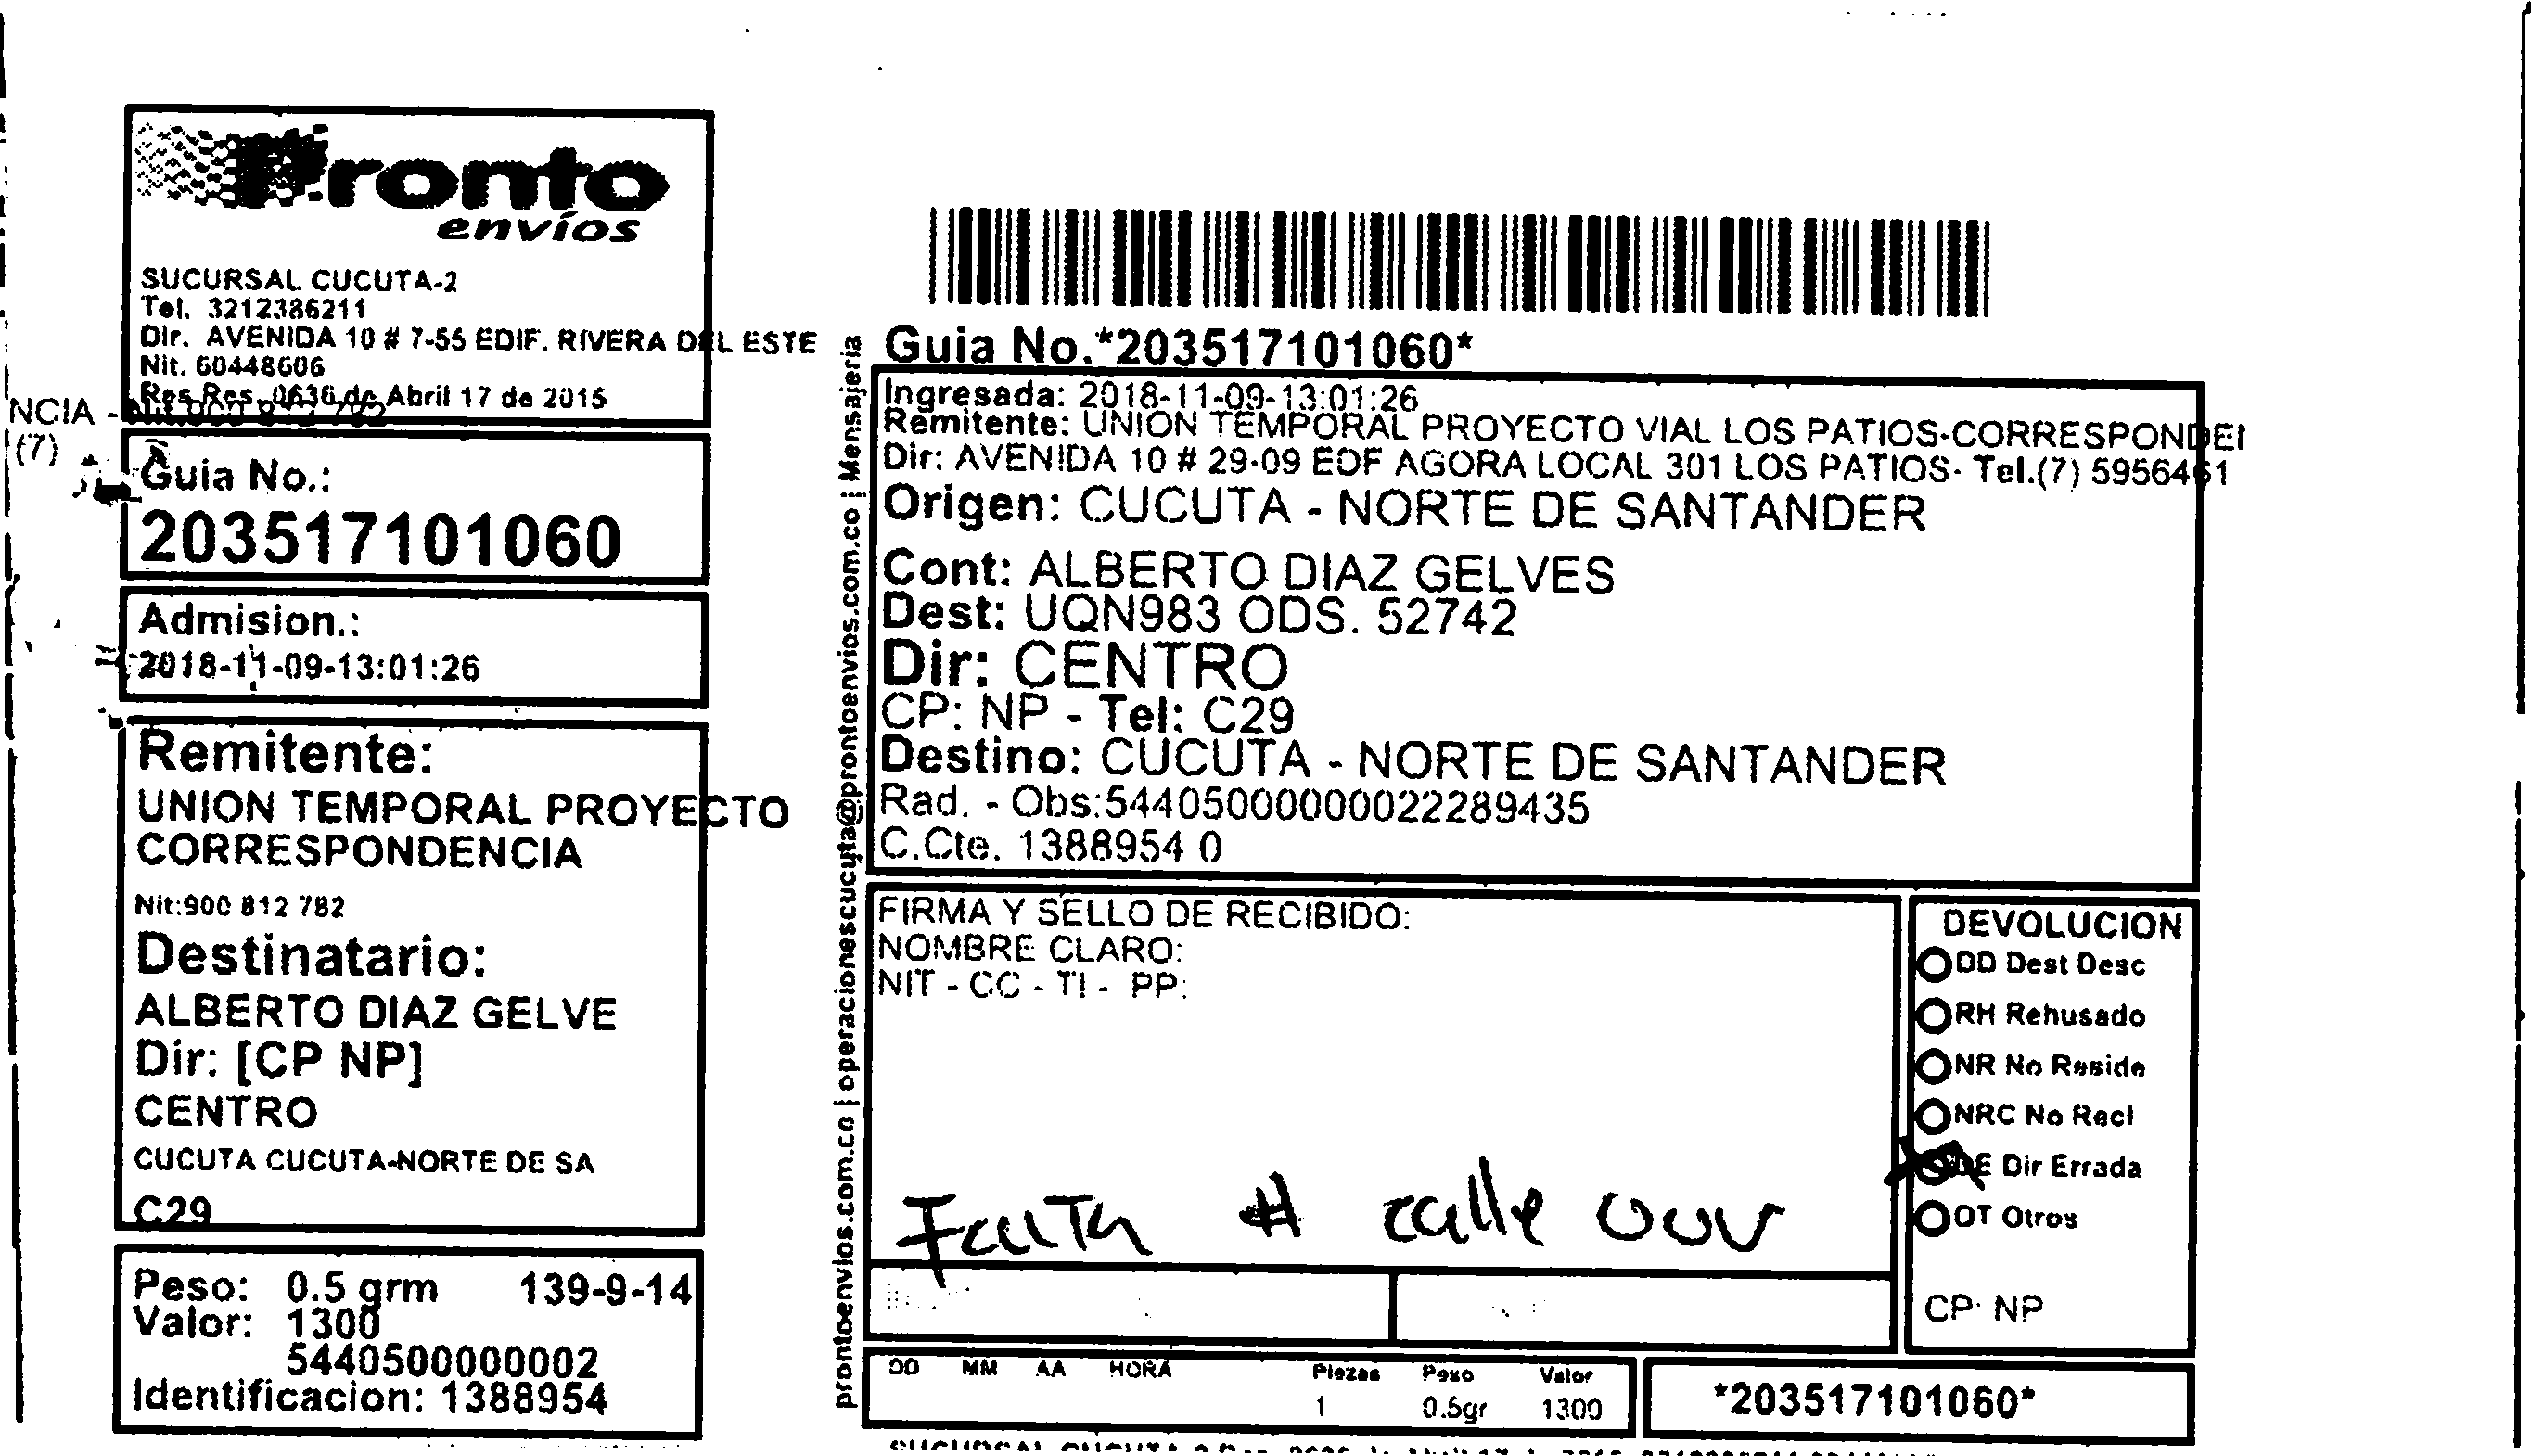 Pronto
envíos
SUCURSAL CUCUTA-2
Tel. 3212386211
Dir. AVENIDA 10 # 7-55 EDIF. RIVERA DEL ESTE
Nit. 60448606
Res Res 0636 de Abril 17 de 2015
NCIA - Nit.900 812 782
(7)
Guia No.:
203517101060
Admision.:
2018-11-09-13:01:26
Remitente:
UNION TEMPORAL PROYECTO
CORRESPONDENCIA
Nit:900 812 782
Destinatario:
ALBERTO DIAZ GELVE
Dir: [CP NP]
CENTRO
CUCUTA CUCUTA-NORTE DE SA
C29
Peso: 0.5 grm 139-9-14
Valor: 1300
5440500000002
Identificacion: 1388954
prontoenvios.com.co | operacionescucuta@prontoenvios.com.co | Mensajeria
Guia No.*203517101060*
Ingresada: 2018-11-09-13:01:26
Remitente: UNION TEMPORAL PROYECTO VIAL LOS PATIOS-CORRESPONDEN
Dir: AVENIDA 10 # 29-09 EDF AGORA LOCAL 301 LOS PATIOS- Tel.(7) 5956461
Origen: CUCUTA - NORTE DE SANTANDER
Cont: ALBERTO DIAZ GELVES
Dest: UQN983 ODS. 52742
Dir: CENTRO
CP: NP - Tel: C29
Destino: CUCUTA - NORTE DE SANTANDER
Rad. - Obs:544050000000022289435
C.Cte. 1388954 0
FIRMA Y SELLO DE RECIBIDO:
NOMBRE CLARO:
NIT - CC - TI - PP:
Falta # calle
DEVOLUCION
DD Dest Desc
RH Rehusado
NR No Reside
NRC No Recl
DE Dir Errada
OT Otros
CP: NP
DD MM AA HORA Piezas Peso Valor
1 0.5gr 1300
*203517101060*